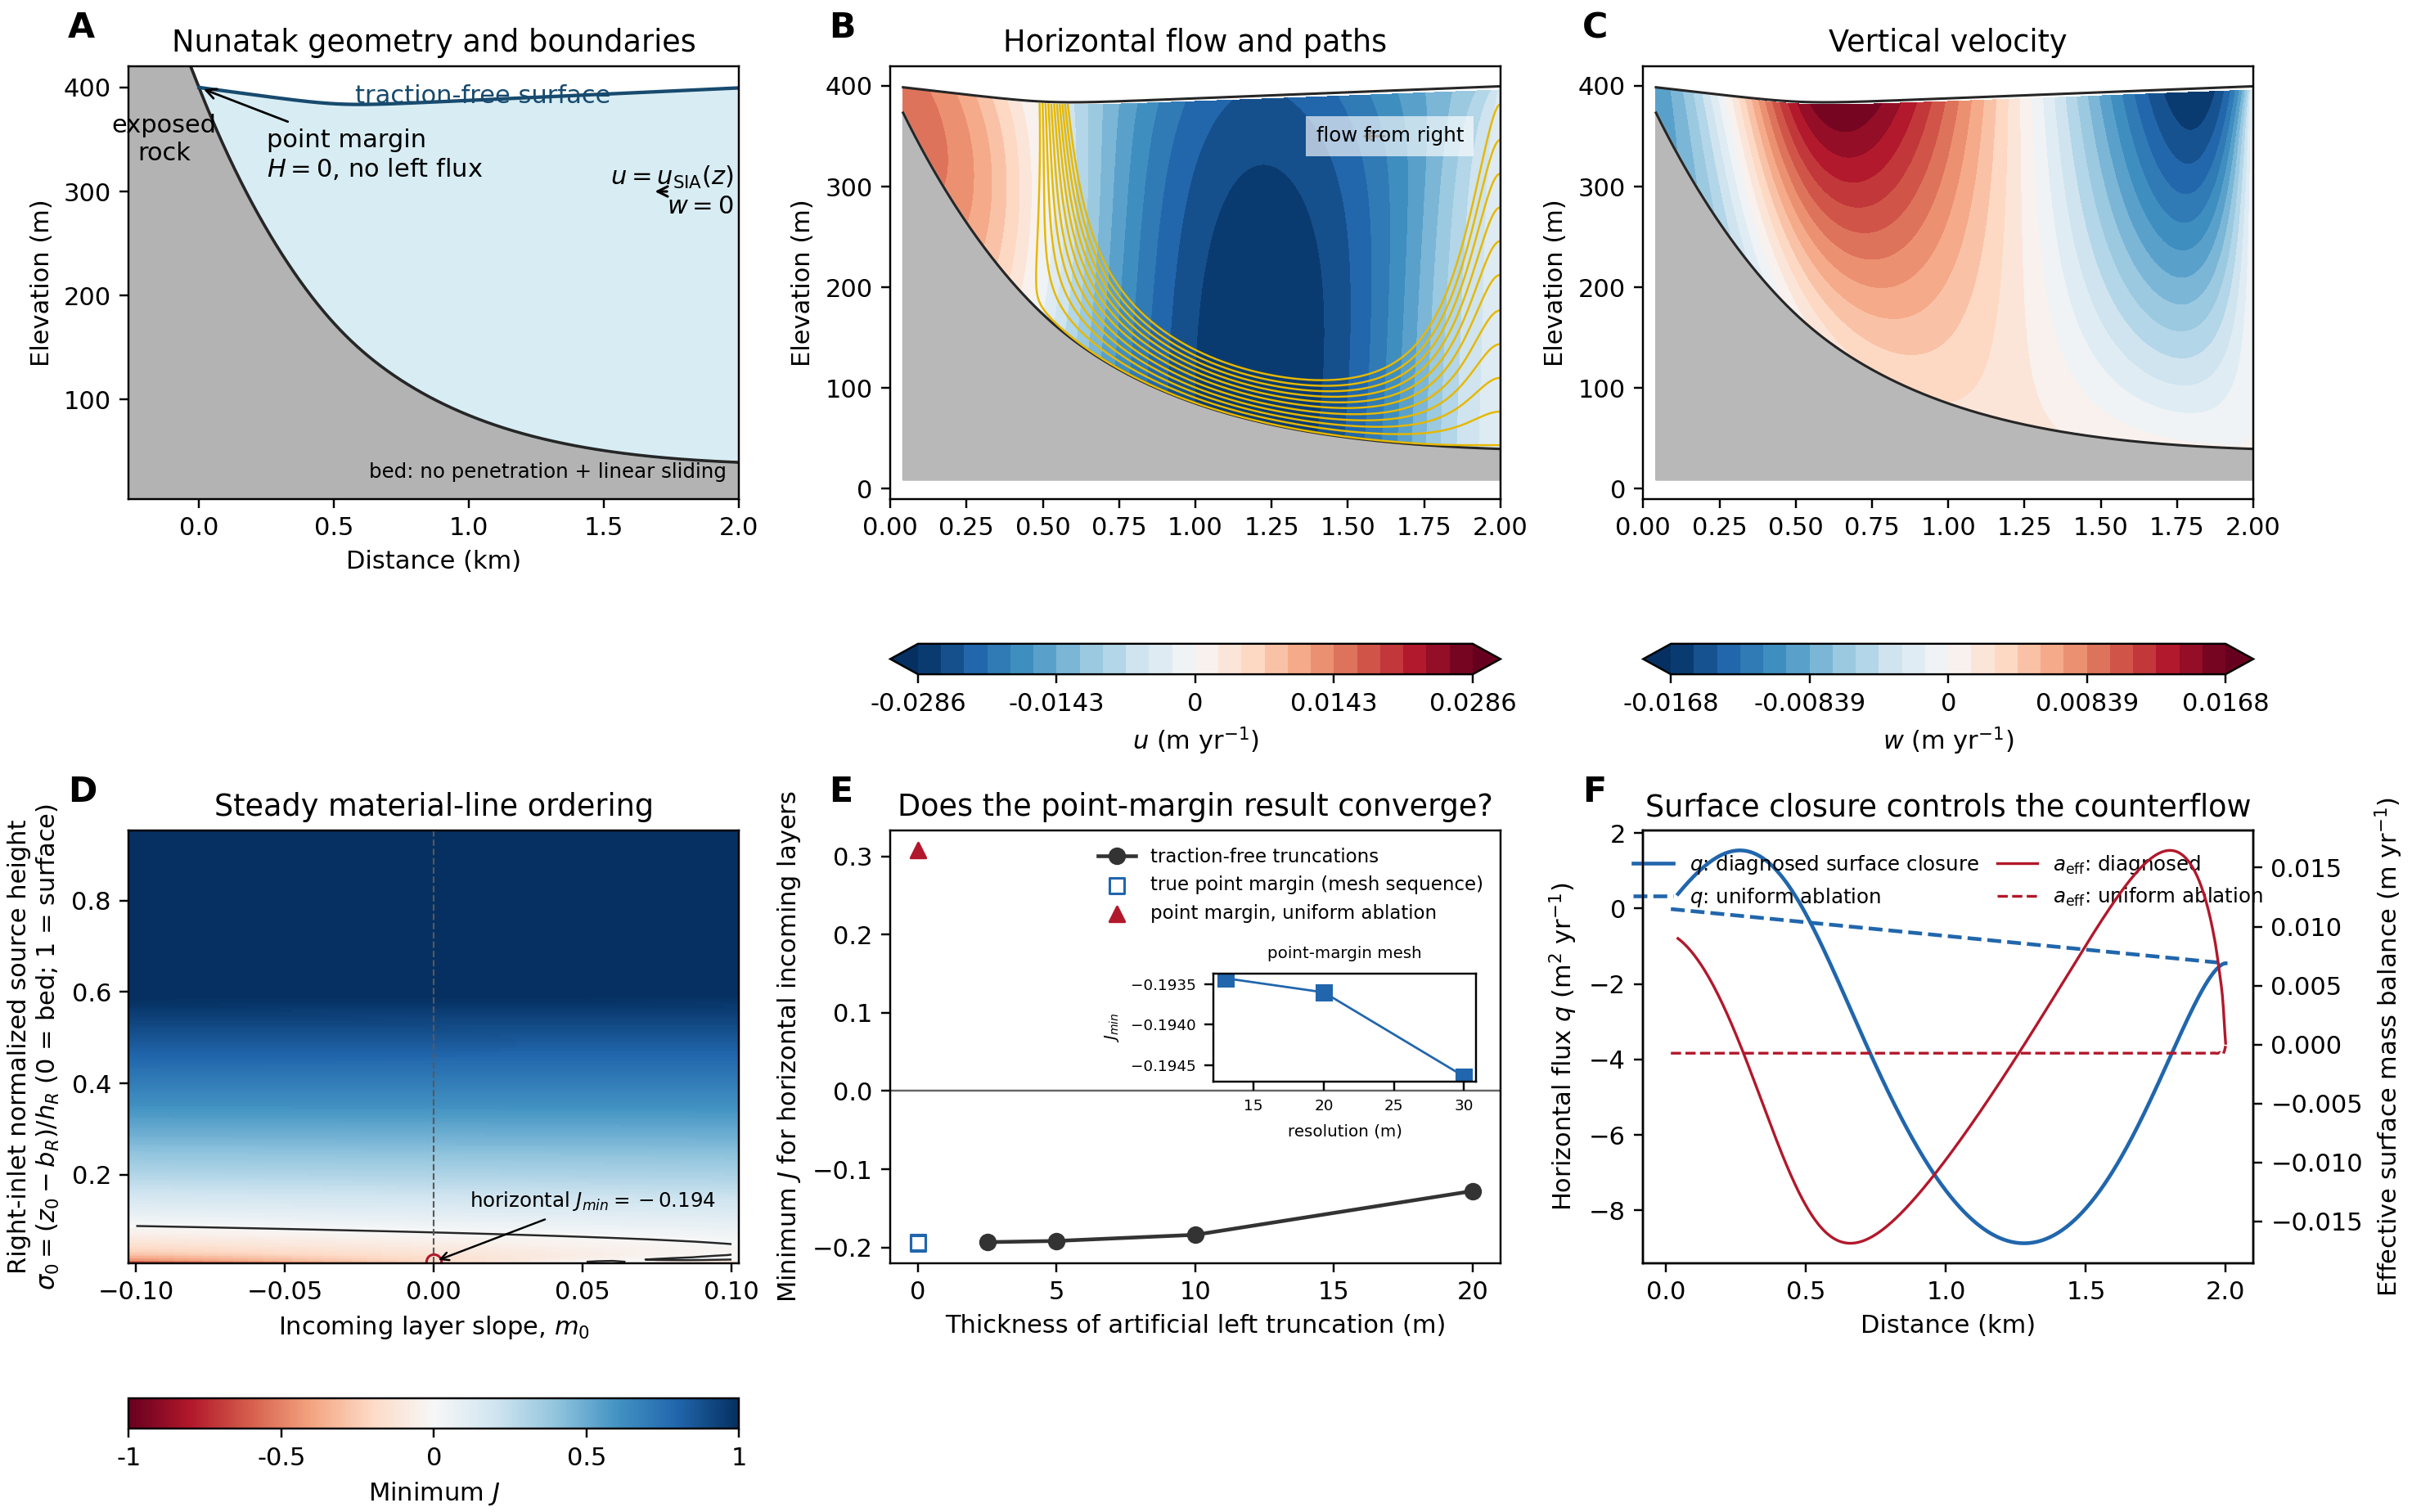 A
Nunatak geometry and boundaries
400
300
200
100
Elevation (m)
traction-free surface
exposed
rock
point margin
H = 0, no left flux
u = u_SIA(z)
w = 0
bed: no penetration + linear sliding
0.0 0.5 1.0 1.5 2.0
Distance (km)
B
Horizontal flow and paths
400
300
200
100
0
Elevation (m)
flow from right
0.00 0.25 0.50 0.75 1.00 1.25 1.50 1.75 2.00
-0.0286 -0.0143 0 0.0143 0.0286
u (m yr⁻¹)
C
Vertical velocity
400
300
200
100
0
Elevation (m)
0.00 0.25 0.50 0.75 1.00 1.25 1.50 1.75 2.00
-0.0168 -0.00839 0 0.00839 0.0168
w (m yr⁻¹)
D
Steady material-line ordering
0.8
0.6
0.4
0.2
Right-inlet normalized source height
σ₀ = (z₀ − b_R)/h_R (0 = bed; 1 = surface)
horizontal J_min = −0.194
−0.10 −0.05 0.00 0.05 0.10
Incoming layer slope, m₀
-1 -0.5 0 0.5 1
Minimum J
E
Does the point-margin result converge?
0.3
0.2
0.1
0.0
−0.1
−0.2
Minimum J for horizontal incoming layers
traction-free truncations
true point margin (mesh sequence)
point margin, uniform ablation
point-margin mesh
−0.1935
−0.1940
−0.1945
J_min
15 20 25 30
resolution (m)
0 5 10 15 20
Thickness of artificial left truncation (m)
F
Surface closure controls the counterflow
2
0
−2
−4
−6
−8
Horizontal flux q (m² yr⁻¹)
q: diagnosed surface closure
q: uniform ablation
a_eff: diagnosed
a_eff: uniform ablation
0.015
0.010
0.005
0.000
−0.005
−0.010
−0.015
Effective surface mass balance (m yr⁻¹)
0.0 0.5 1.0 1.5 2.0
Distance (km)